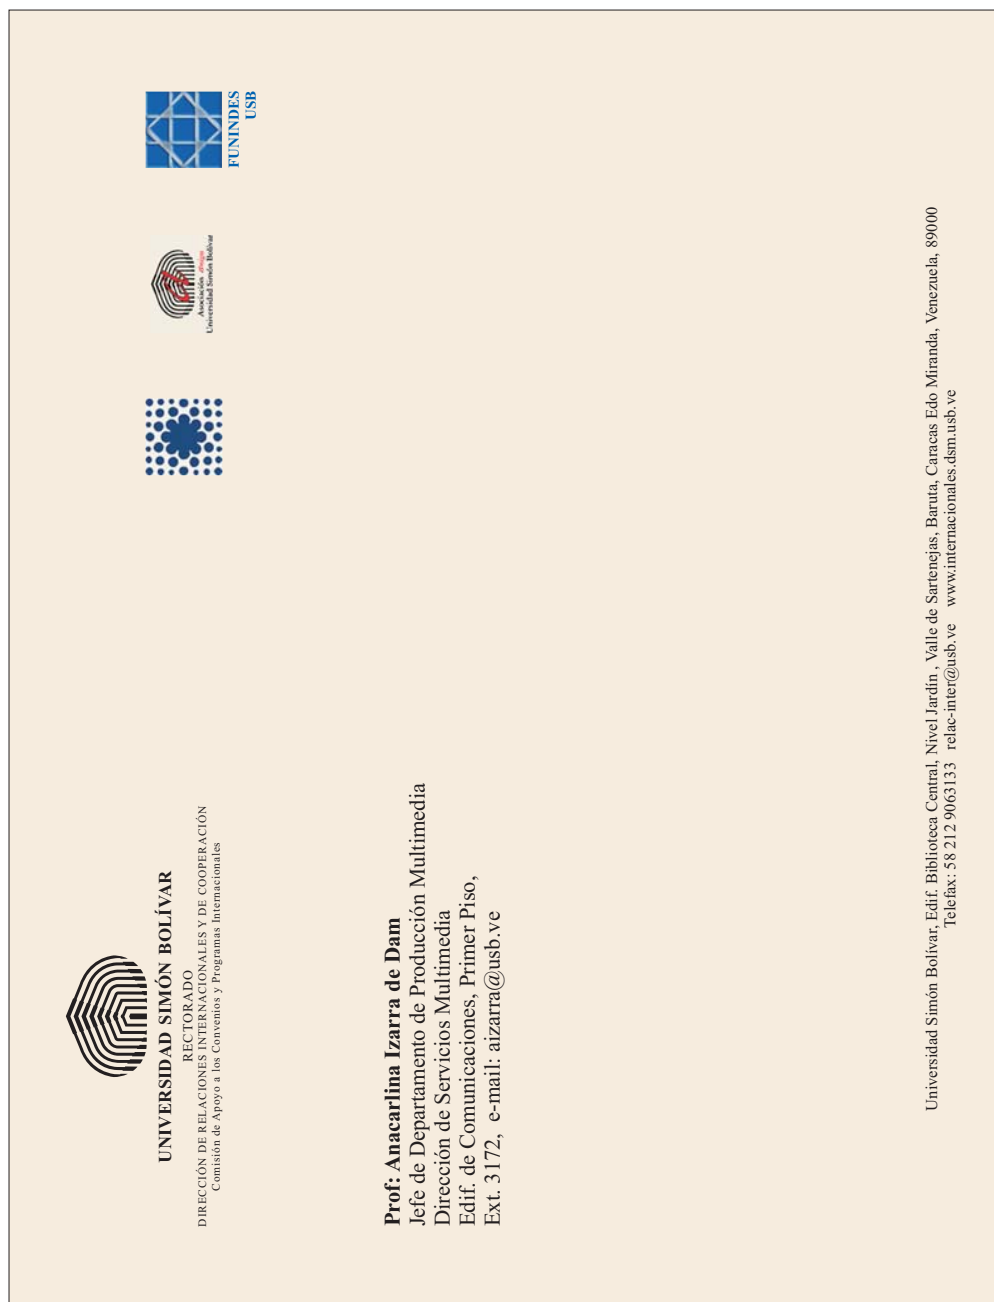 UNIVERSIDAD SIMÓN BOLÍVAR
RECTORADO
DIRECCIÓN DE RELACIONES INTERNACIONALES Y DE COOPERACIÓN
Comisión de Apoyo a los Convenios y Programas Internacionales
Asociación Amigos
Universidad Simón Bolívar
FUNINDES
USB
Prof: Anacarlina Izarra de Dam
Jefe de Departamento de Producción Multimedia
Dirección de Servicios Multimedia
Edif. de Comunicaciones, Primer Piso,
Ext. 3172, e-mail: aizarra@usb.ve
Universidad Simón Bolívar, Edif. Biblioteca Central, Nivel Jardín , Valle de Sartenejas, Baruta, Caracas Edo Miranda, Venezuela, 89000
Telefax: 58 212 9063133 relac-inter@usb.ve www.internacionales.dsm.usb.ve